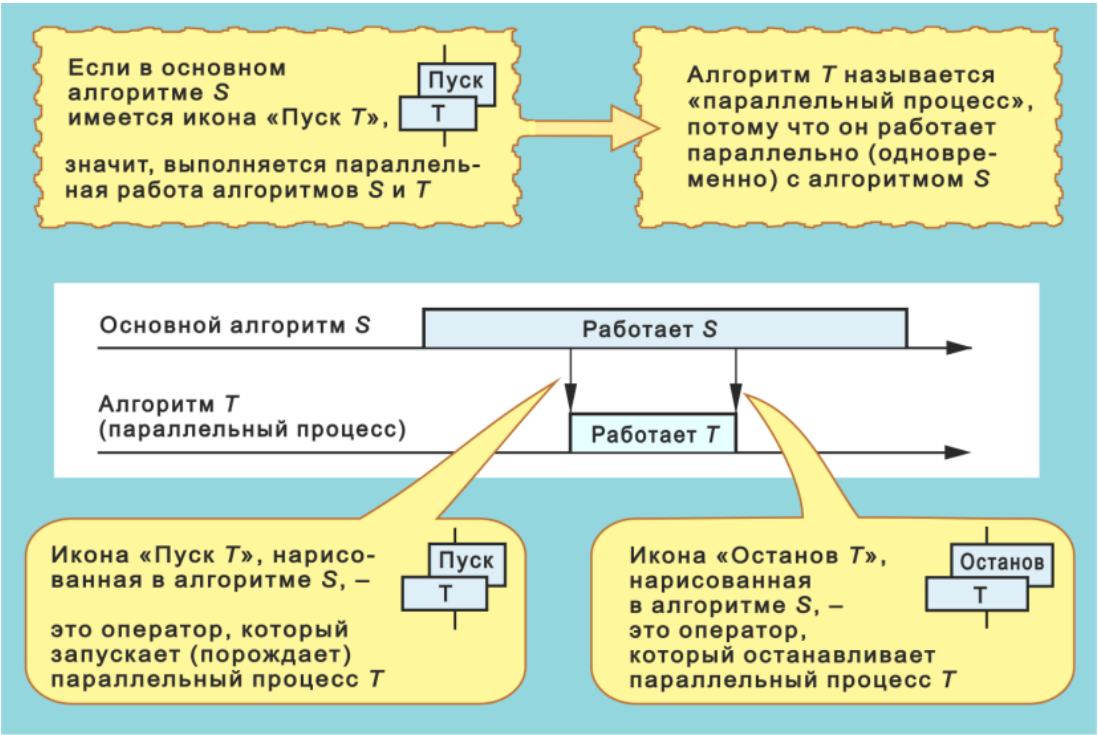 Если в основном
алгоритме S
имеется икона «Пуск T»,
Пуск
T
значит, выполняется параллель-
ная работа алгоритмов S и T
Алгоритм T называется
«параллельный процесс»,
потому что он работает
параллельно (одновре-
менно) с алгоритмом S
Основной алгоритм S
Работает S
Алгоритм T
(параллельный процесс)
Работает T
Икона «Пуск T», нарисо-
ванная в алгоритме S, –
Пуск
T
это оператор, который
запускает (порождает)
параллельный процесс T
Икона «Останов T»,
нарисованная
в алгоритме S, –
Останов
T
это оператор,
который останавливает
параллельный процесс T